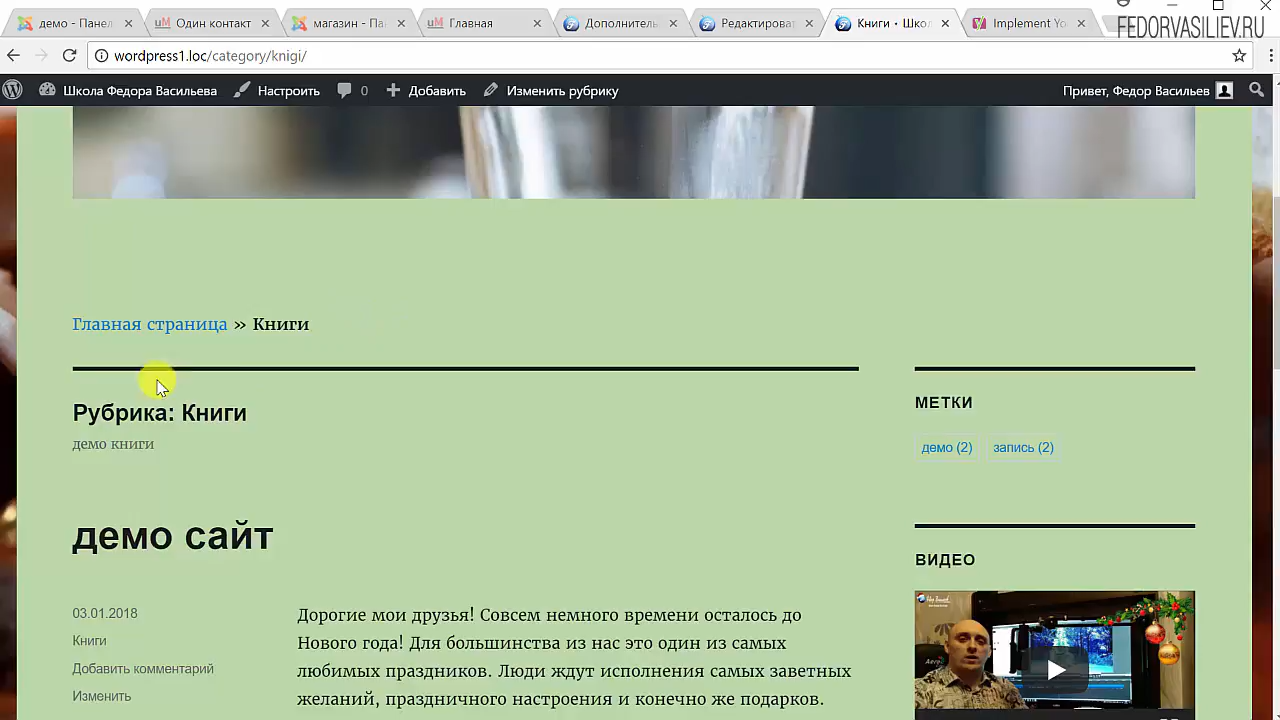 демо - Панел
Один контакт
магазин - Па
Главная
Дополнитель
Редактироват
Книги • Шко
Implement Yo
FEDORVASILIEV.RU
wordpress1.loc/category/knigi/
Школа Федора Васильева
Настроить
0
Добавить
Изменить рубрику
Привет, Федор Васильев
Главная страница » Книги
Рубрика: Книги
демо книги
демо сайт
03.01.2018
Книги
Добавить комментарий
Изменить
Дорогие мои друзья! Совсем немного времени осталось до
Нового года! Для большинства из нас это один из самых
любимых праздников. Люди ждут исполнения самых заветных
желаний, праздничного настроения и конечно же подарков.
МЕТКИ
демо (2) запись (2)
ВИДЕО